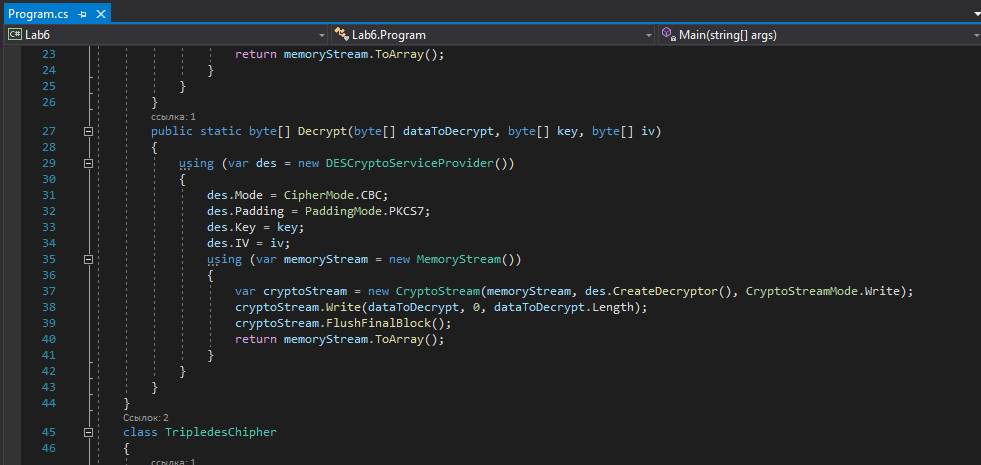 Program.cs
C# Lab6 Lab6.Program Main(string[] args)
23 return memoryStream.ToArray();
24 }
25 }
26 }
ссылка: 1
27 public static byte[] Decrypt(byte[] dataToDecrypt, byte[] key, byte[] iv)
28 {
29 using (var des = new DESCryptoServiceProvider())
30 {
31 des.Mode = CipherMode.CBC;
32 des.Padding = PaddingMode.PKCS7;
33 des.Key = key;
34 des.IV = iv;
35 using (var memoryStream = new MemoryStream())
36 {
37 var cryptoStream = new CryptoStream(memoryStream, des.CreateDecryptor(), CryptoStreamMode.Write);
38 cryptoStream.Write(dataToDecrypt, 0, dataToDecrypt.Length);
39 cryptoStream.FlushFinalBlock();
40 return memoryStream.ToArray();
41 }
42 }
43 }
44 }
Ссылок: 2
45 class TripledesChipher
46 {
ссылка: 1